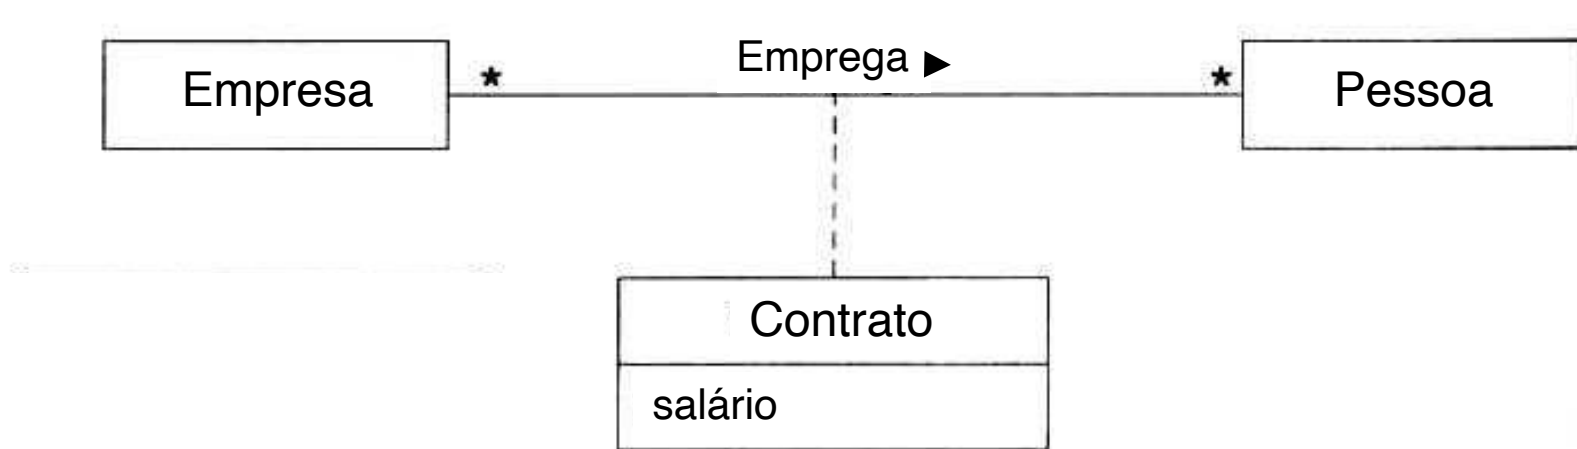 Emprega ▶
Empresa * * Pessoa
Contrato
salário